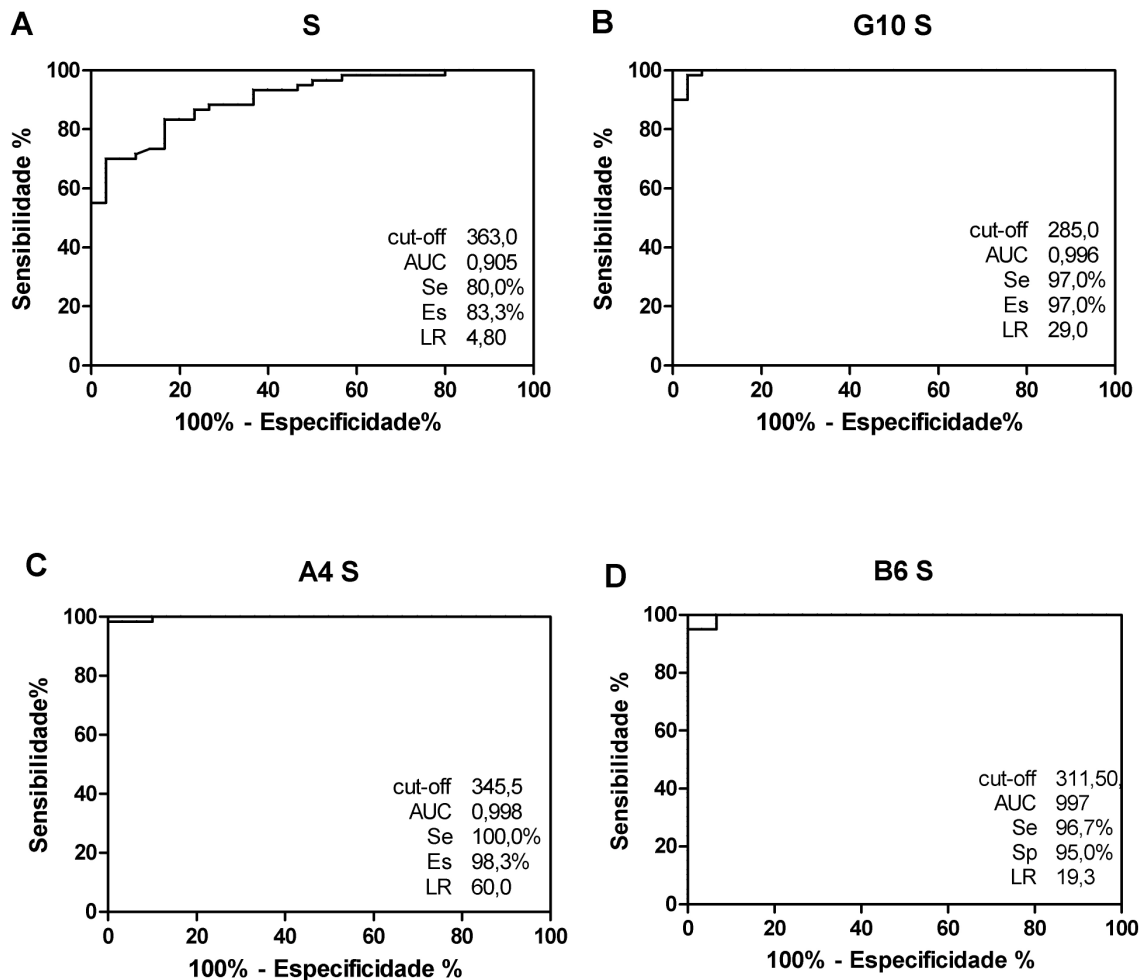 A
S
Sensibilidade %
100
80
60
40
20
0
cut-off 363,0
AUC 0,905
Se 80,0%
Es 83,3%
LR 4,80
0 20 40 60 80 100
100% - Especificidade%
B
G10 S
Sensibilidade %
100
80
60
40
20
0
cut-off 285,0
AUC 0,996
Se 97,0%
Es 97,0%
LR 29,0
0 20 40 60 80 100
100% - Especificidade%
C
A4 S
Sensibilidade%
100
80
60
40
20
0
cut-off 345,5
AUC 0,998
Se 100,0%
Es 98,3%
LR 60,0
0 20 40 60 80 100
100% - Especificidade %
D
B6 S
Sensibilidade %
100
80
60
40
20
0
cut-off 311,50,
AUC 997
Se 96,7%
Sp 95,0%
LR 19,3
0 20 40 60 80 100
100% - Especificidade %